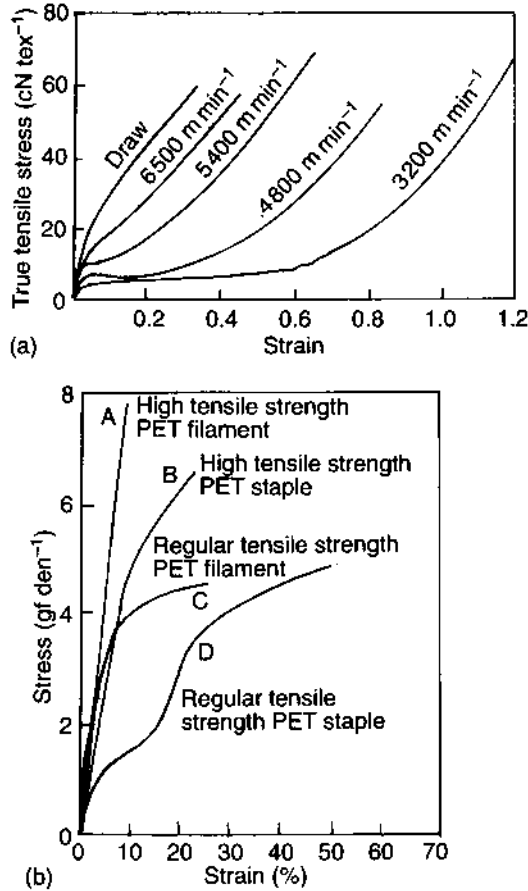 True tensile stress (cN tex⁻¹)
80
60
40
20
0
Draw
6500 m min⁻¹
5400 m min⁻¹
4800 m min⁻¹
3200 m min⁻¹
0.2
0.4
0.6
0.8
1.0
1.2
Strain
(a)
Stress (gf den⁻¹)
8
6
4
2
0
A
High tensile strength
PET filament
B
High tensile strength
PET staple
Regular tensile strength
PET filament
C
D
Regular tensile
strength PET staple
0
10
20
30
40
50
60
70
Strain (%)
(b)